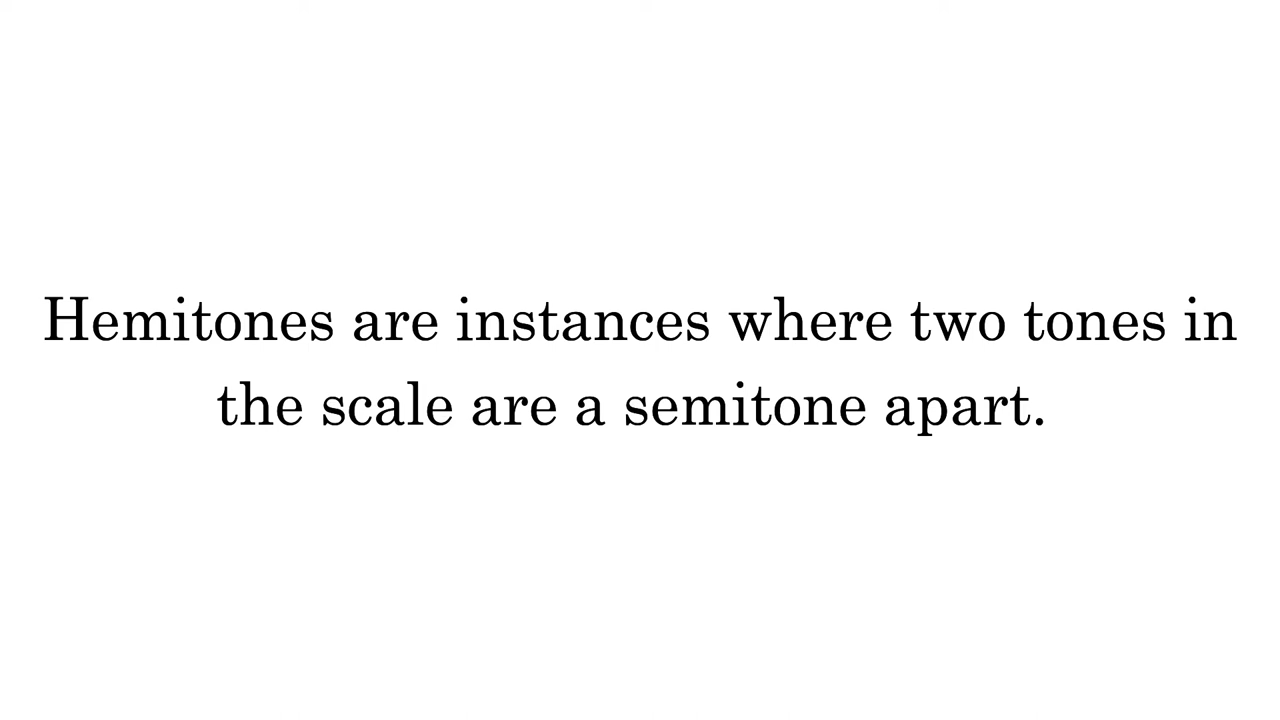 Hemitones are instances where two tones in
the scale are a semitone apart.